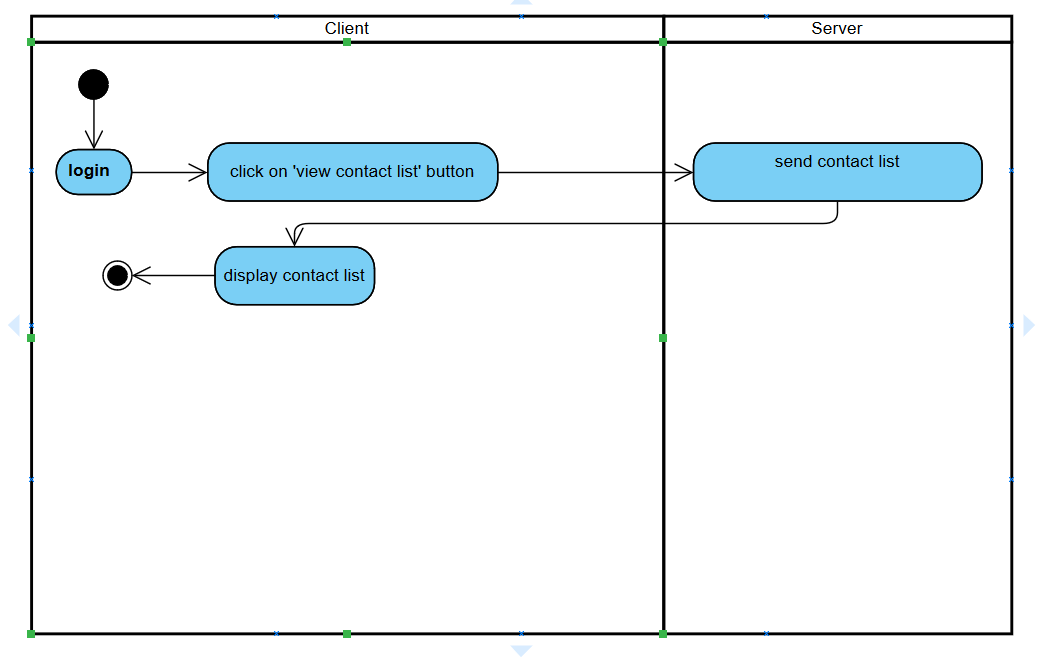 Client
Server
login
click on 'view contact list' button
send contact list
display contact list